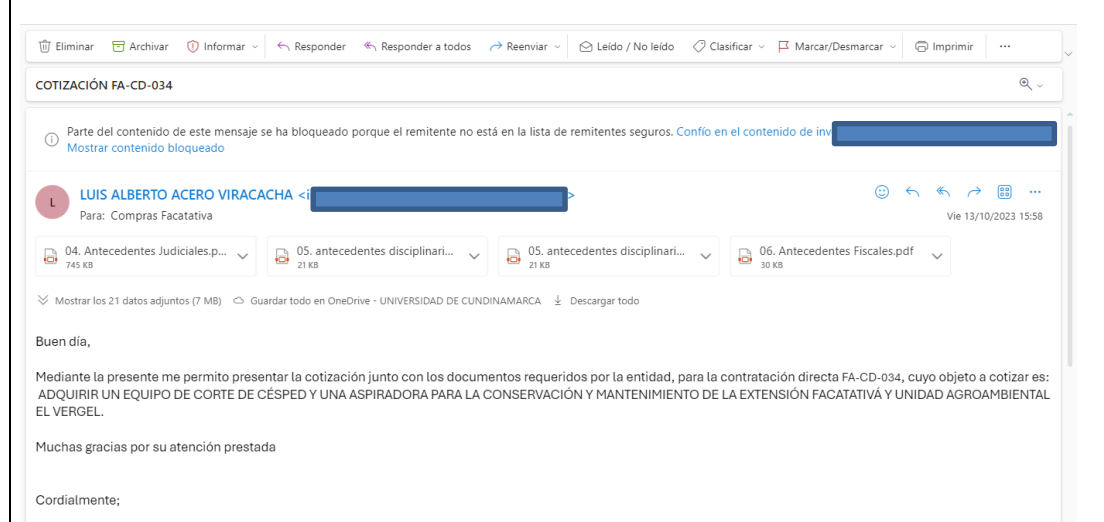 Eliminar Archivar Informar Responder Responder a todos Reenviar Leído / No leído Clasificar Marcar/Desmarcar Imprimir ...
COTIZACIÓN FA-CD-034
Parte del contenido de este mensaje se ha bloqueado porque el remitente no está en la lista de remitentes seguros. Confío en el contenido de inv
Mostrar contenido bloqueado
L
LUIS ALBERTO ACERO VIRACACHA <i >
Para: Compras Facatativa
Vie 13/10/2023 15:58
04. Antecedentes Judiciales.p... 05. antecedentes disciplinari... 05. antecedentes disciplinari... 06. Antecedentes Fiscales.pdf
745 KB 21 KB 21 KB 30 KB
Mostrar los 21 datos adjuntos (7 MB) Guardar todo en OneDrive - UNIVERSIDAD DE CUNDINAMARCA Descargar todo
Buen día,
Mediante la presente me permito presentar la cotización junto con los documentos requeridos por la entidad, para la contratación directa FA-CD-034, cuyo objeto a cotizar es:
ADQUIRIR UN EQUIPO DE CORTE DE CÉSPED Y UNA ASPIRADORA PARA LA CONSERVACIÓN Y MANTENIMIENTO DE LA EXTENSIÓN FACATATIVÁ Y UNIDAD AGROAMBIENTAL
EL VERGEL.
Muchas gracias por su atención prestada
Cordialmente;